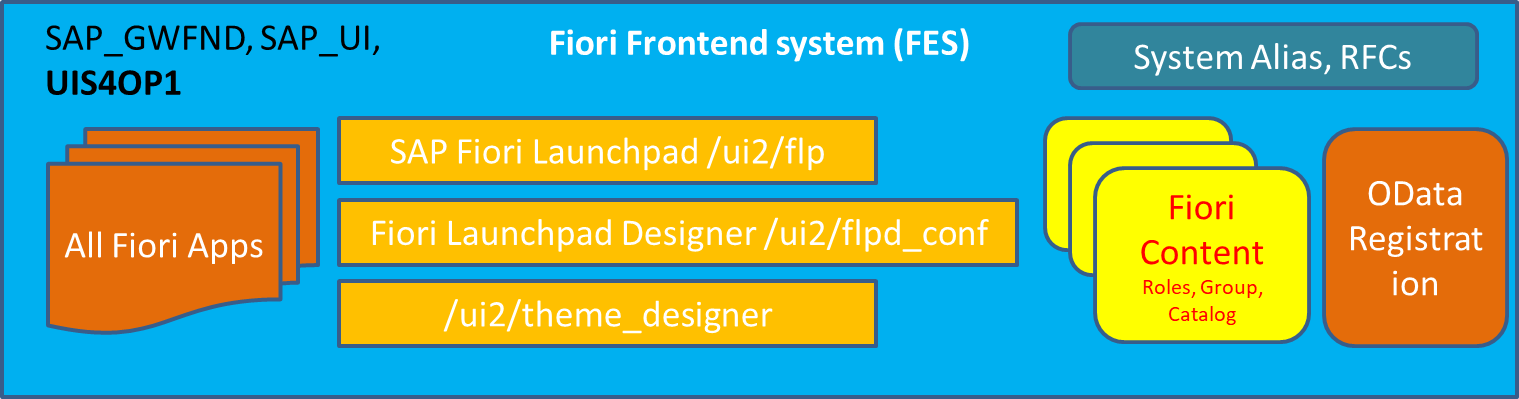 SAP_GWFND, SAP_UI,
UIS4OP1
Fiori Frontend system (FES)
System Alias, RFCs
All Fiori Apps
SAP Fiori Launchpad /ui2/flp
Fiori Launchpad Designer /ui2/flpd_conf
/ui2/theme_designer
Fiori
Content
Roles, Group,
Catalog
OData
Registrat
ion